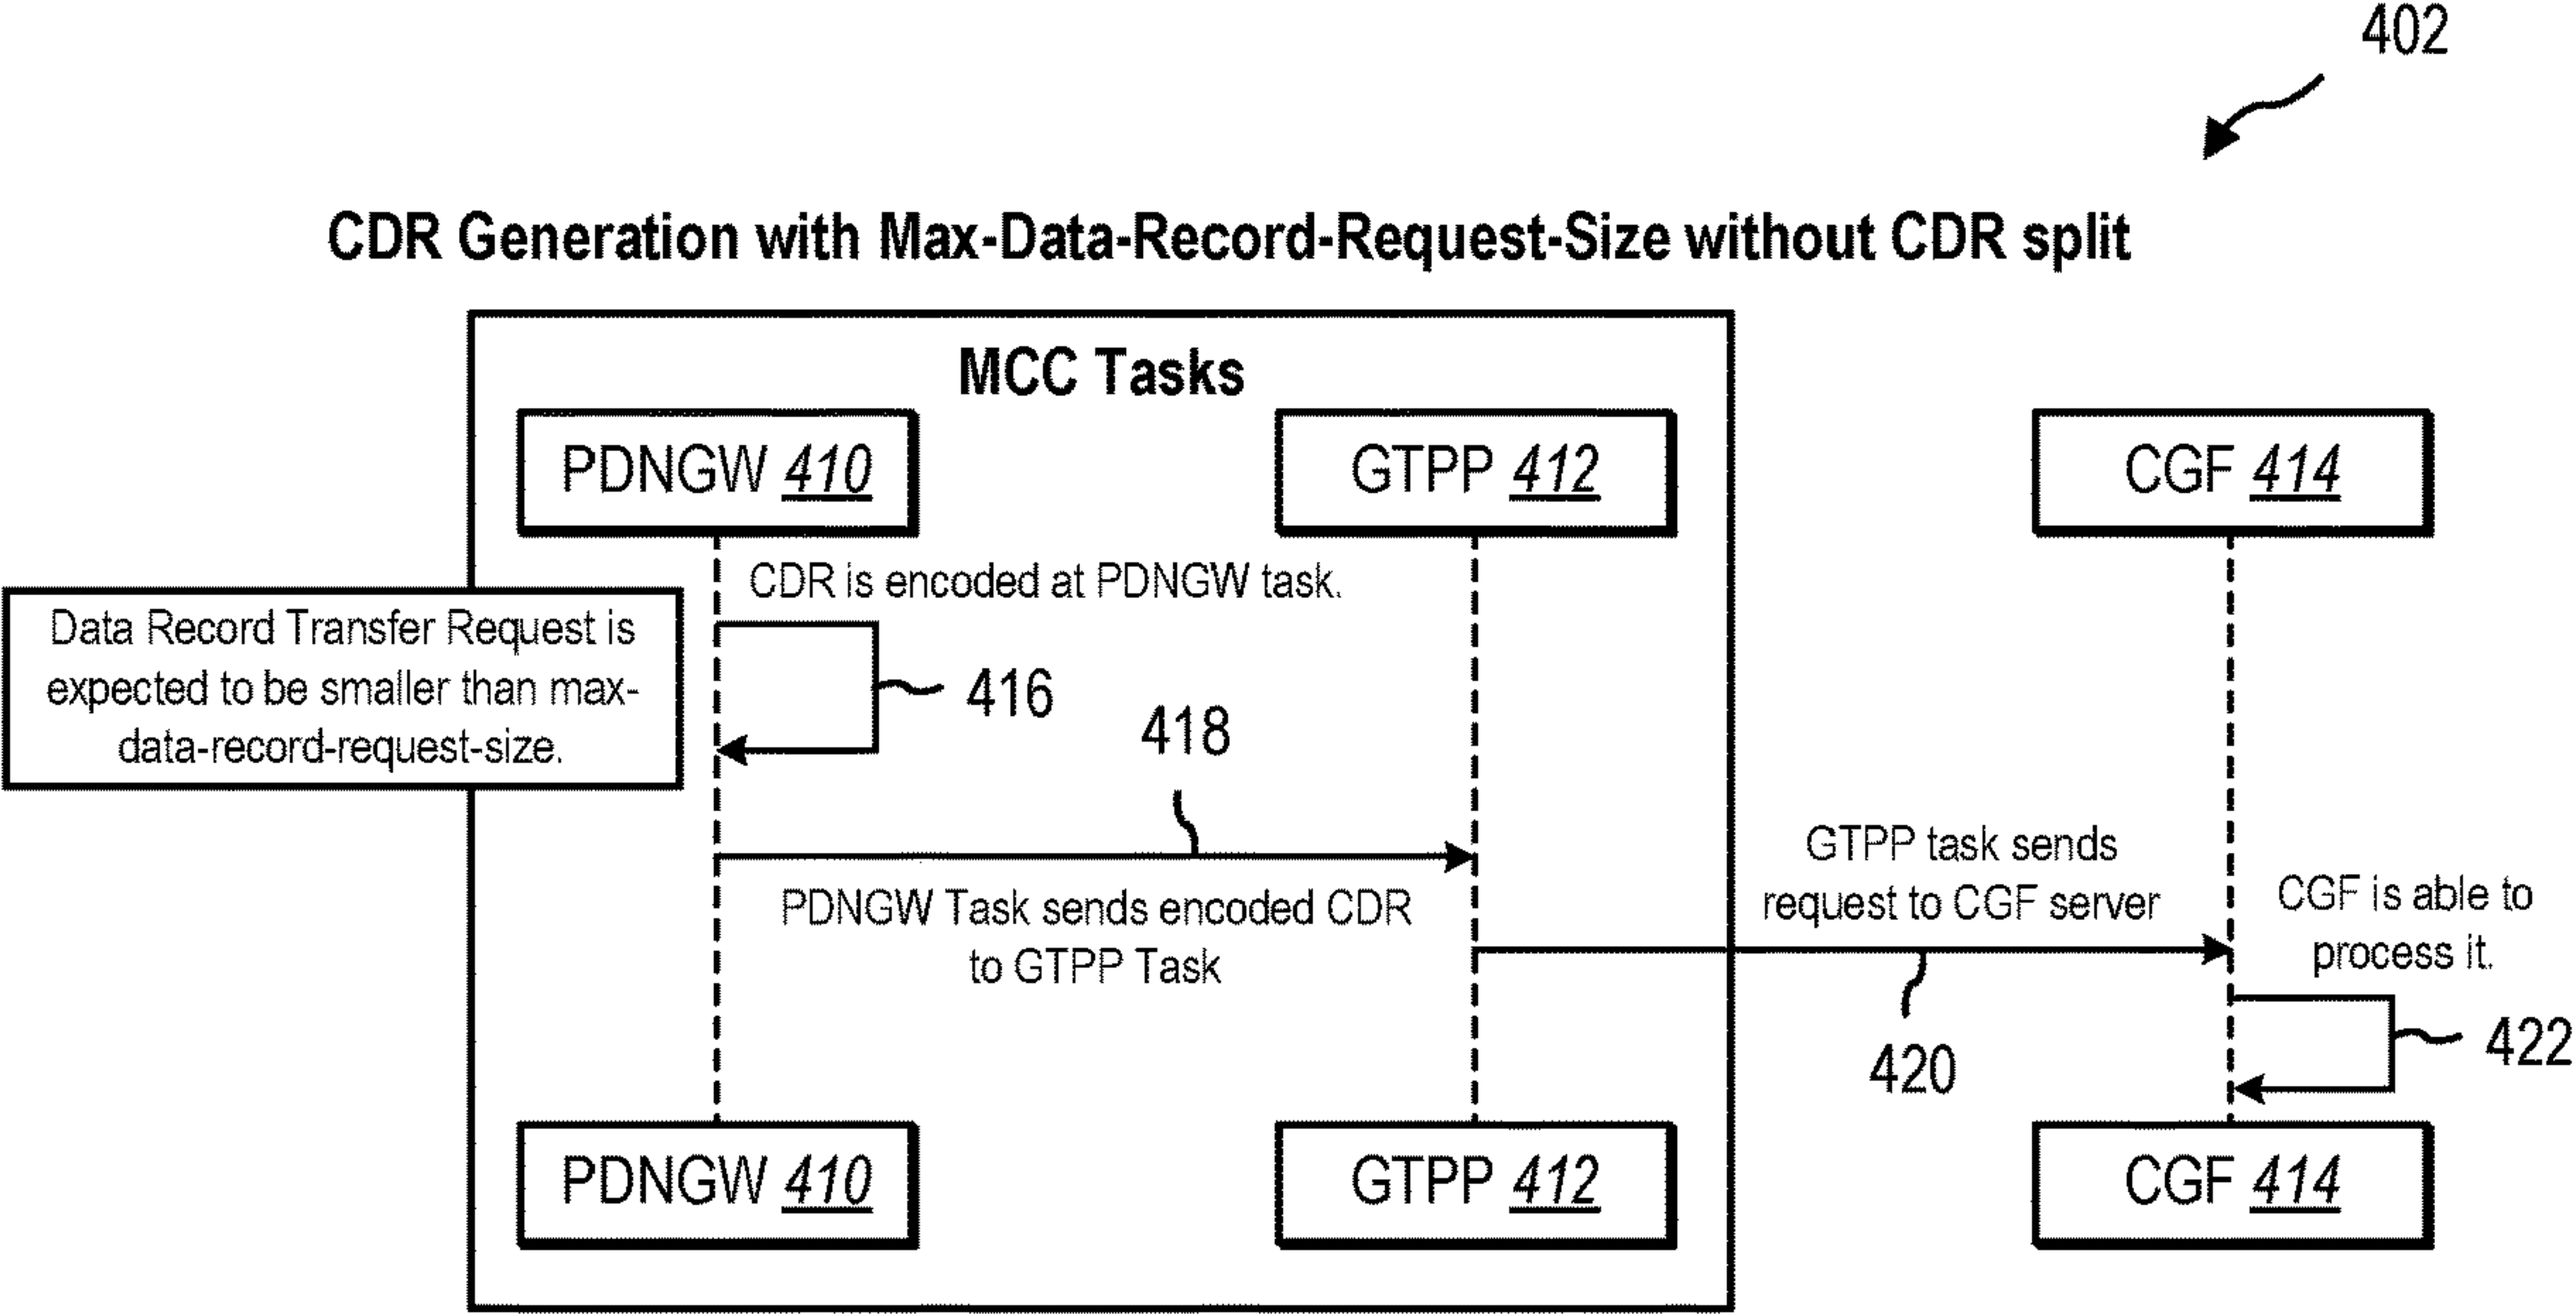 402
CDR Generation with Max-Data-Record-Request-Size without CDR split
MCC Tasks
PDNGW 410
GTPP 412
CGF 414
CDR is encoded at PDNGW task.
Data Record Transfer Request is
expected to be smaller than max-
data-record-request-size.
416
418
PDNGW Task sends encoded CDR
to GTPP Task
GTPP task sends
request to CGF server
420
CGF is able to
process it.
422
PDNGW 410
GTPP 412
CGF 414